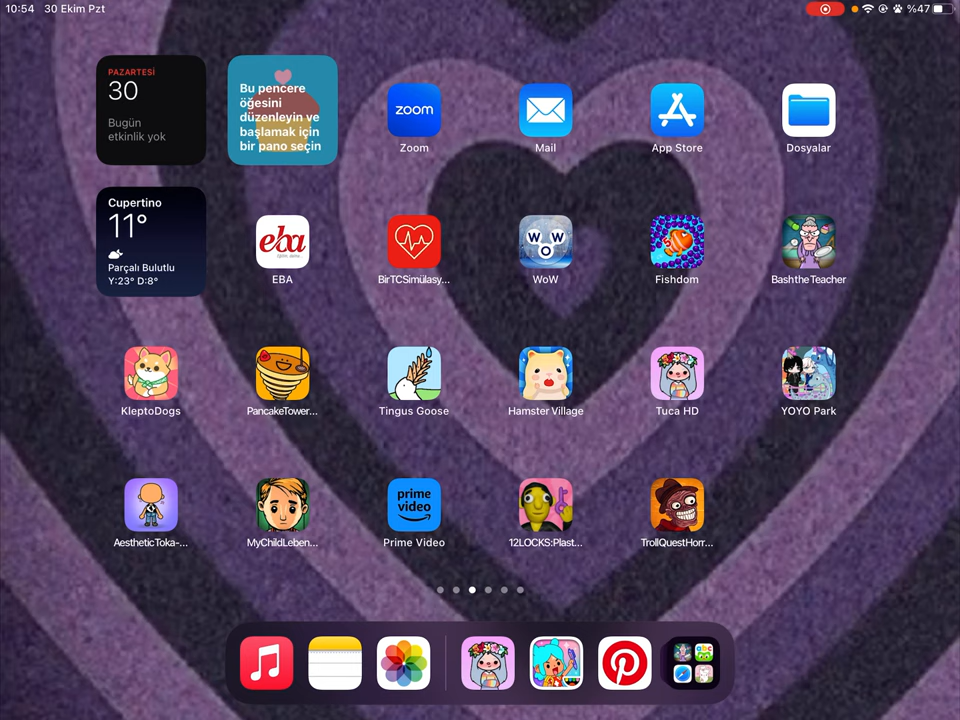 10:54 30 Ekim Pzt
%47
PAZARTESİ
30
Bugün
etkinlik yok
Bu pencere
öğesini
düzenleyin ve
başlamak için
bir pano seçin
zoom
Zoom
Mail
App Store
Dosyalar
Cupertino
11°
Parçalı Bulutlu
Y:23° D:8°
eba
EBA
BirTCSimülasy...
W W
O
WoW
5
Fishdom
BashtheTeacher
KleptoDogs
PancakeTower...
Tingus Goose
Hamster Village
Tuca HD
YOYO Park
AestheticToka-...
MyChildLeben...
prime
video
Prime Video
12LOCKS:Plast...
TrollQuestHorr...
abc